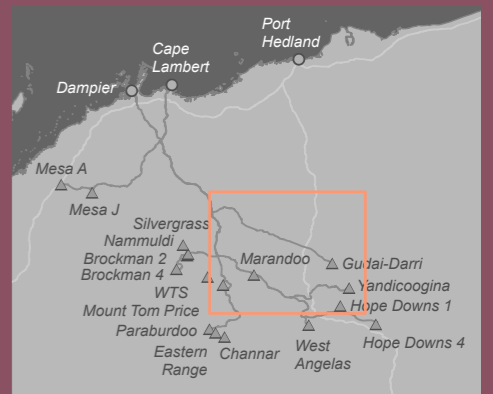 Port
Hedland
Cape
Lambert
Dampier
Mesa A
Mesa J
Silvergrass
Nammuldi
Brockman 2
Brockman 4
Marandoo
Gudai-Darri
Yandicoogina
WTS
Hope Downs 1
Mount Tom Price
Paraburdoo
Eastern
Range
Channar
West
Angelas
Hope Downs 4